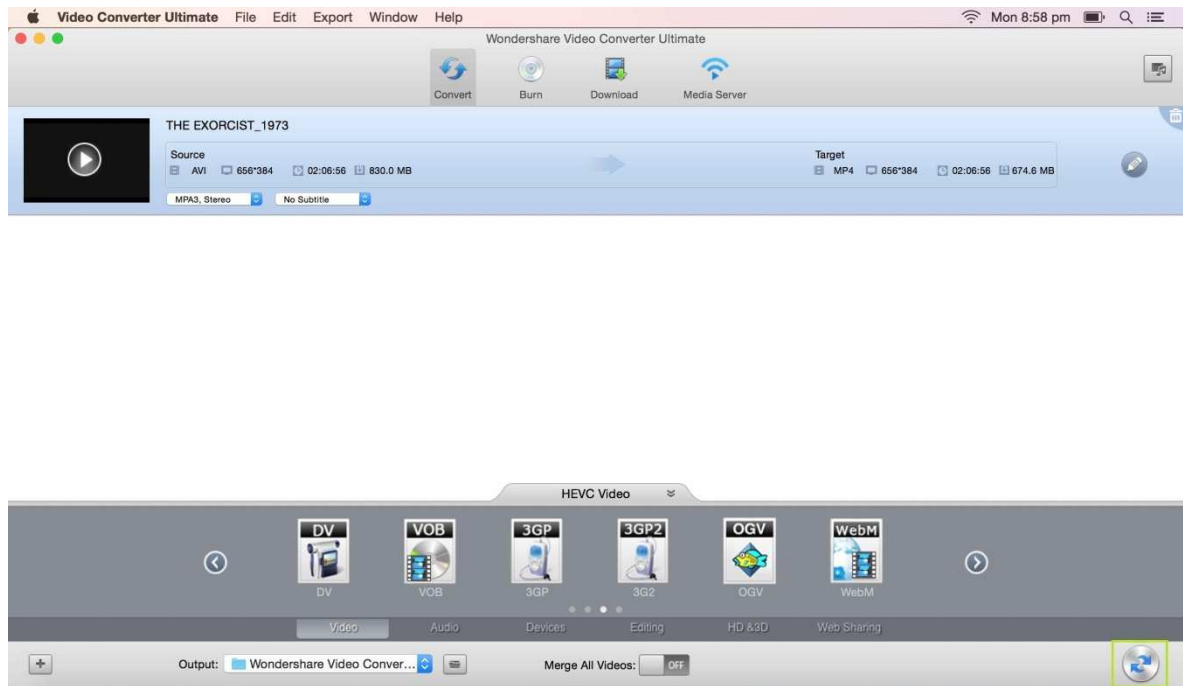 Video Converter Ultimate File Edit Export Window Help Mon 8:58 pm
Wondershare Video Converter Ultimate
Convert Burn Download Media Server
THE EXORCIST_1973
Source Target
AVI 656*384 02:06:56 830.0 MB MP4 656*384 02:06:56 674.6 MB
MPA3, Stereo No Subtitle
HEVC Video
DV VOB 3GP 3GP2 OGV WebM
DV VOB 3GP 3G2 OGV WebM
Video Audio Devices Editing HD &3D Web Sharing
Output: Wondershare Video Conver... Merge All Videos: OFF